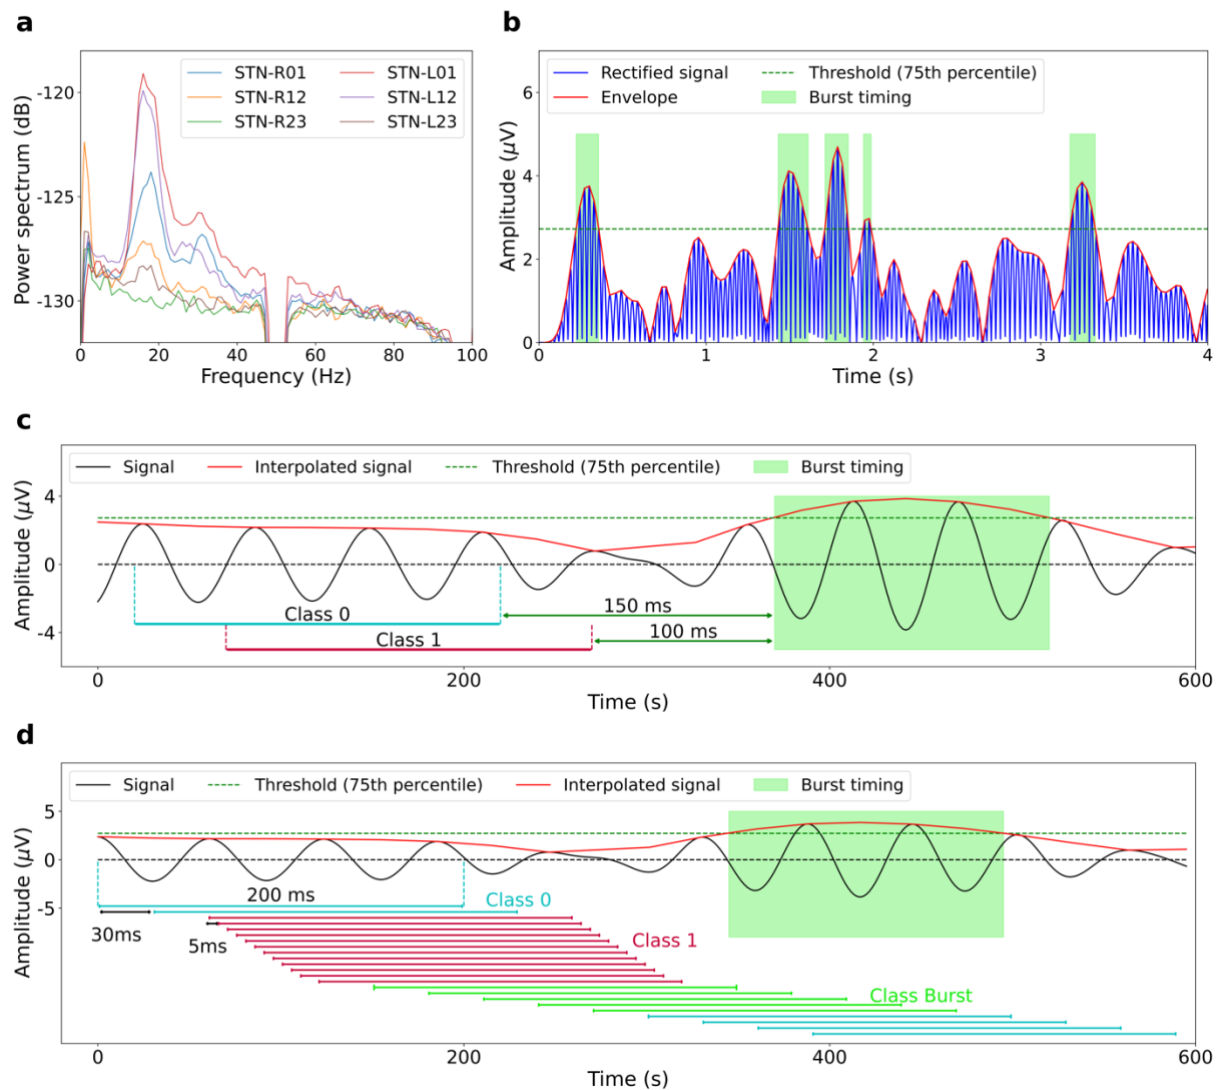 a
STN-R01
STN-L01
STN-R12
STN-L12
STN-R23
STN-L23
Power spectrum (dB)
-120
-125
-130
0
20
40
60
80
100
Frequency (Hz)
b
Rectified signal
Threshold (75th percentile)
Envelope
Burst timing
Amplitude (μV)
6
4
2
0
0
1
2
3
4
Time (s)
c
Signal
Interpolated signal
Threshold (75th percentile)
Burst timing
Amplitude (μV)
4
0
-4
Class 0
150 ms
Class 1
100 ms
0
200
400
600
Time (s)
d
Signal
Threshold (75th percentile)
Interpolated signal
Burst timing
Amplitude (μV)
5
0
-5
200 ms
Class 0
30ms
5ms
Class 1
Class Burst
0
200
400
600
Time (s)